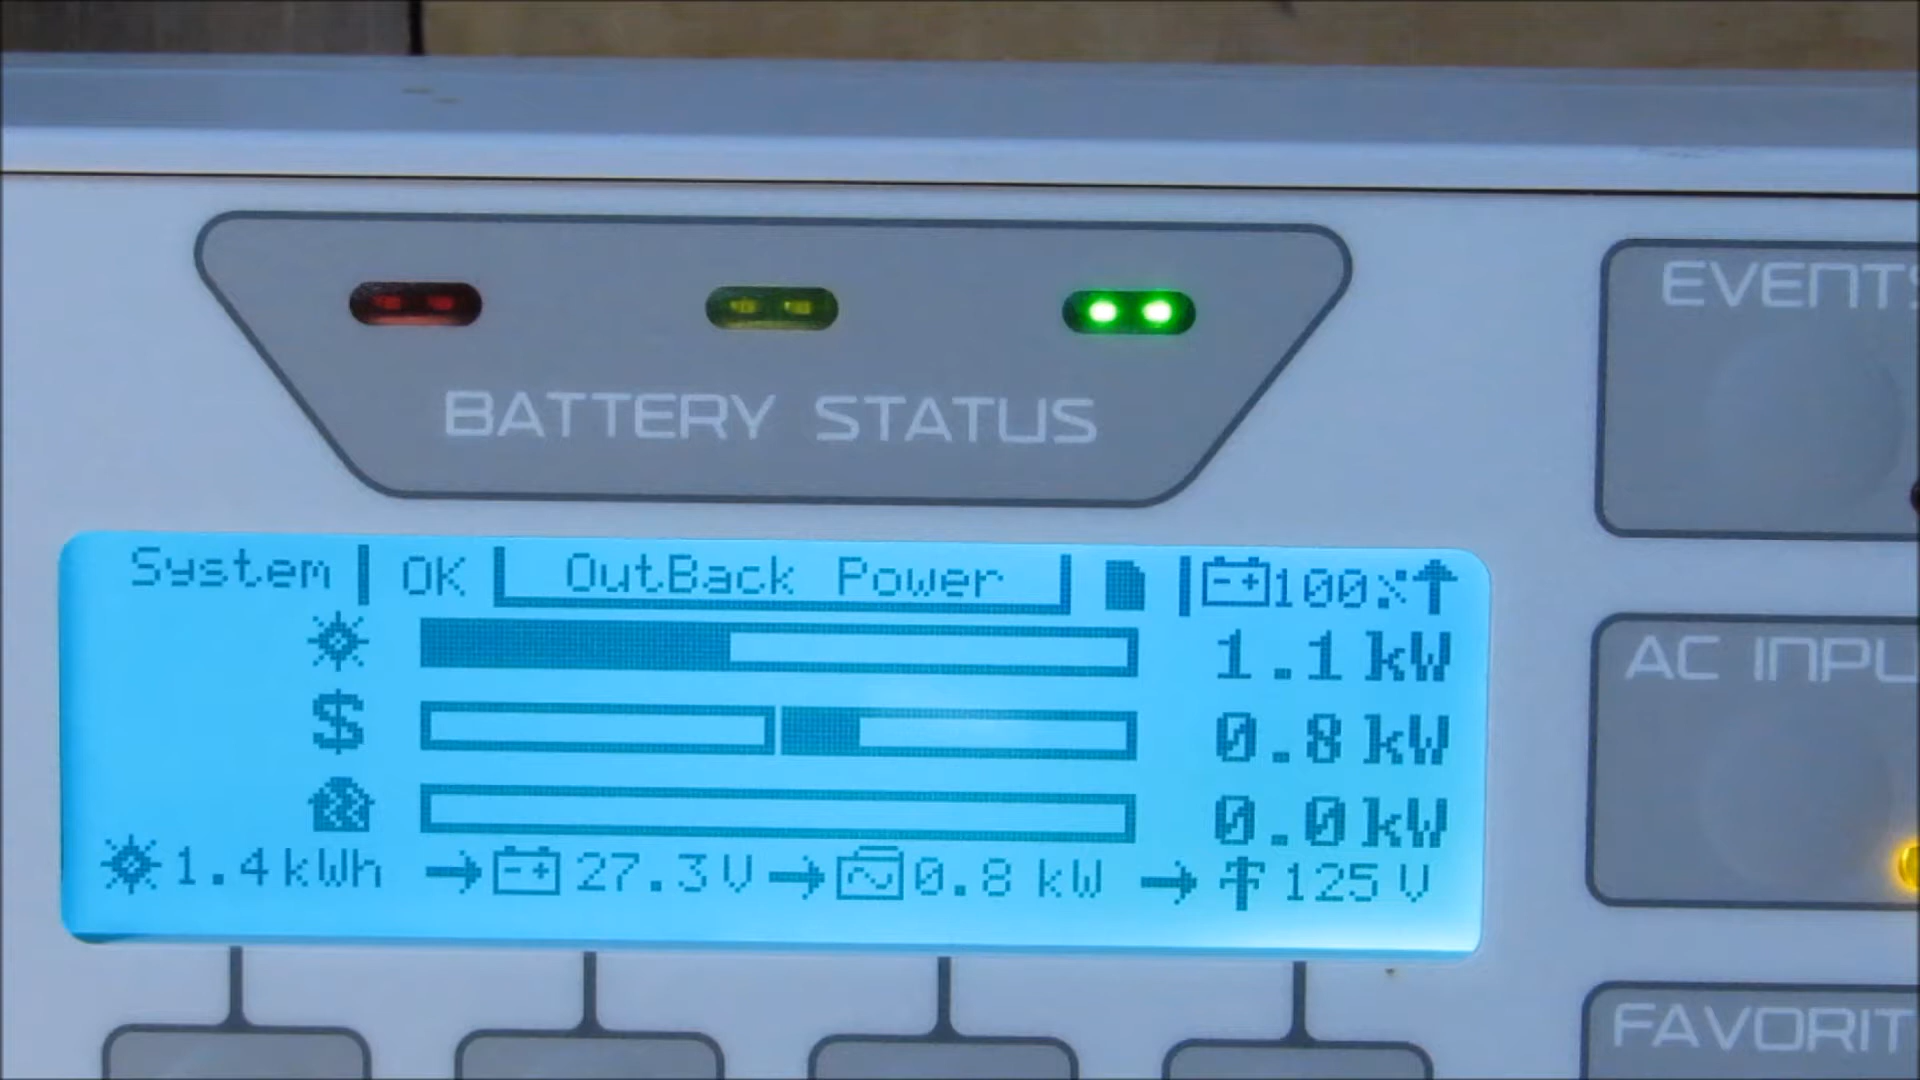 BATTERY STATUS
EVENTS
System OK OutBack Power 100%
1.1 kW
$ 0.8 kW
0.0 kW
1.4 kWh 27.3 V 0.8 kW 125 V
AC INPU
FAVORIT